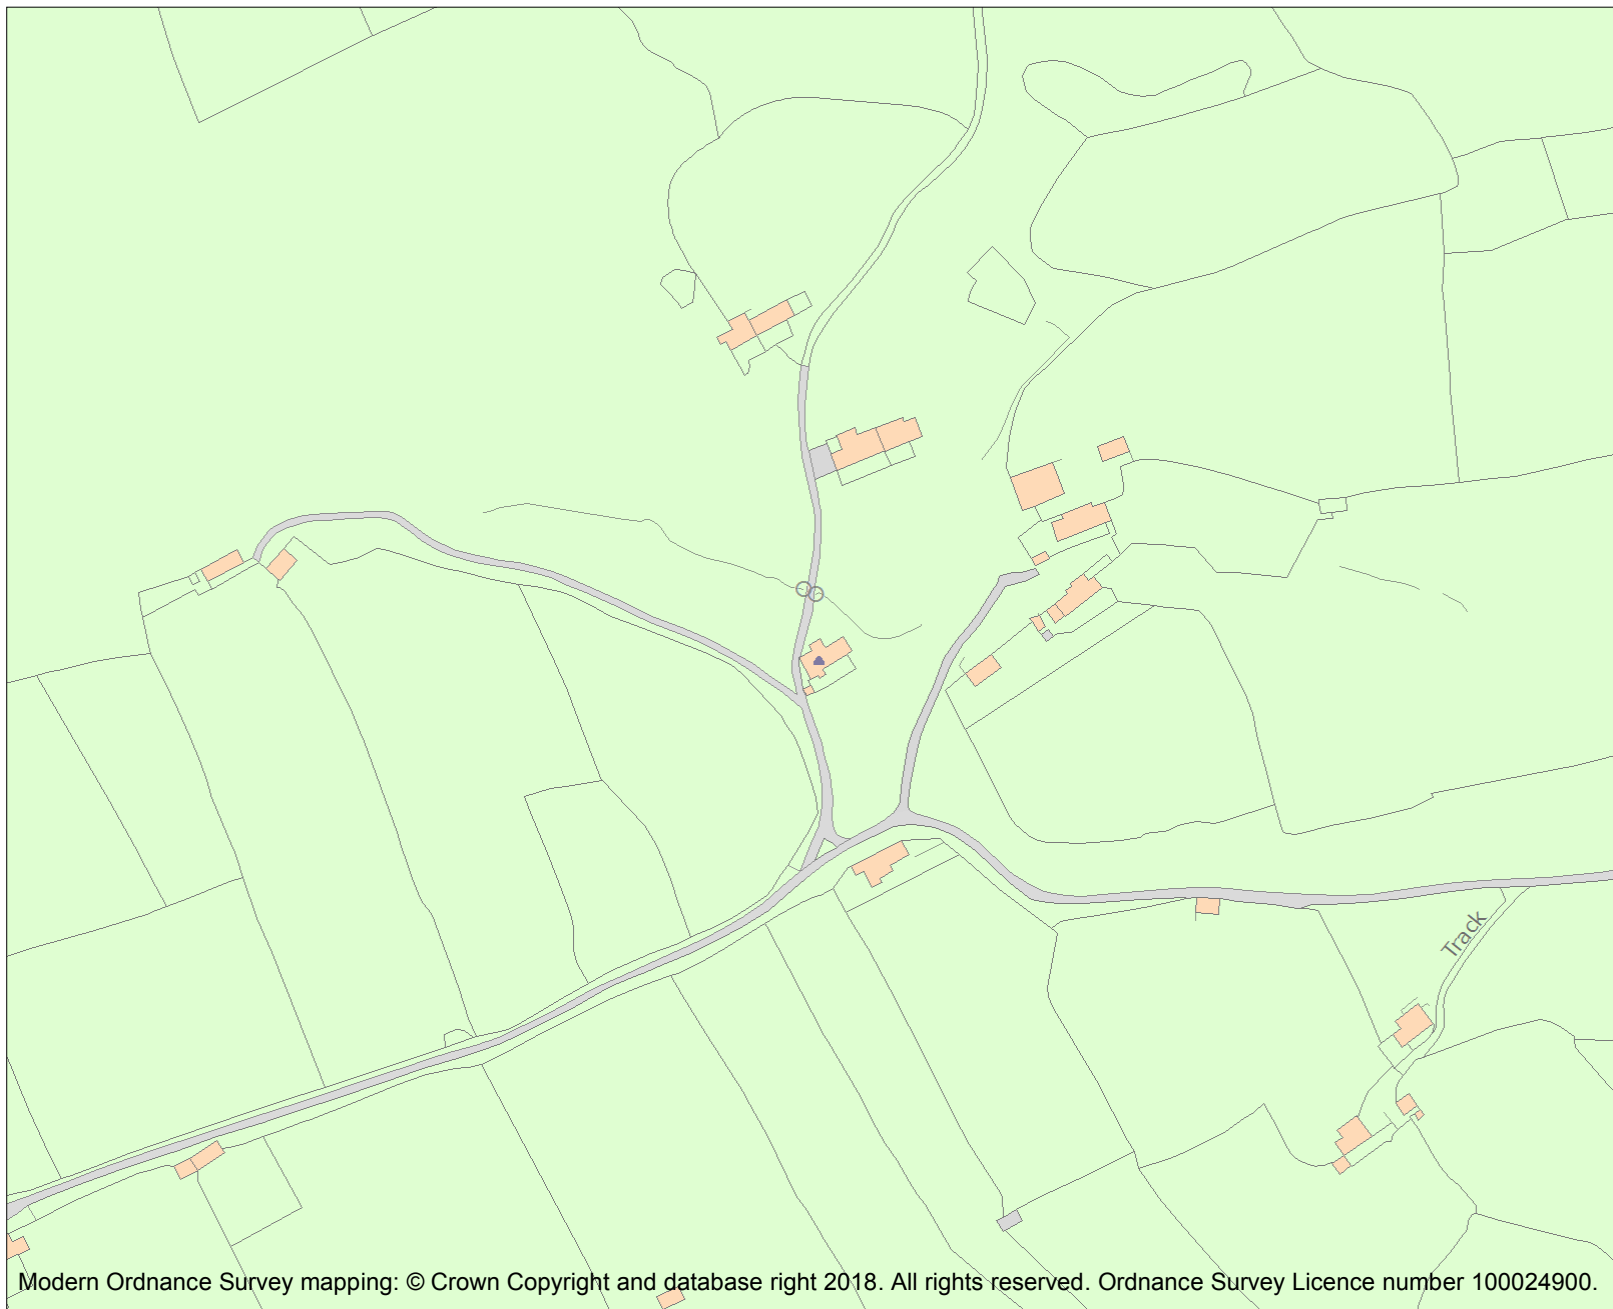 Track
Modern Ordnance Survey mapping: © Crown Copyright and database right 2018. All rights reserved. Ordnance Survey Licence number 100024900.